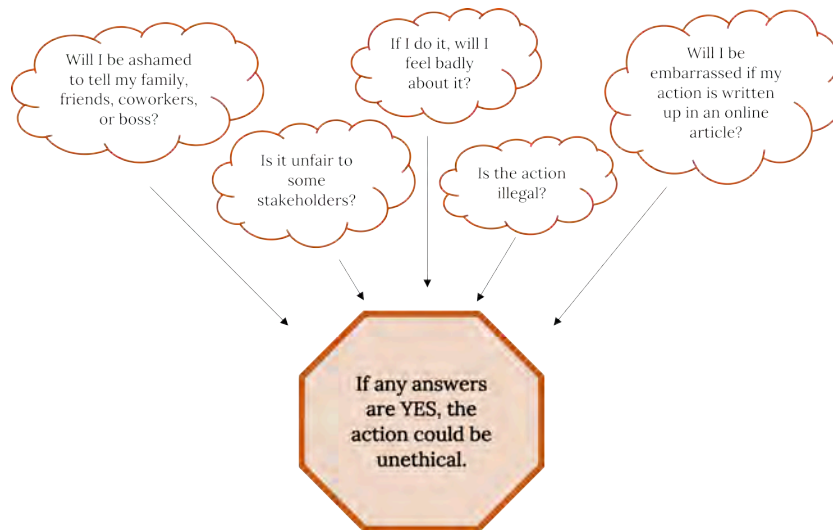 Will I be ashamed
to tell my family,
friends, coworkers,
or boss?
If I do it, will I
feel badly
about it?
Will I be
embarrassed if my
action is written
up in an online
article?
Is it unfair to
some
stakeholders?
Is the action
illegal?
If any answers
are YES, the
action could be
unethical.